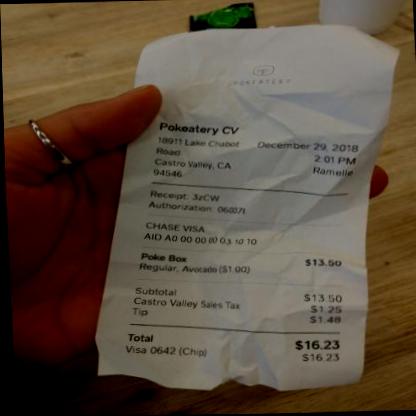 POKEATERY
Pokeatery CV
18911 Lake Chabot Road
Castro Valley, CA
94546
December 29, 2018
2:01 PM
Ramelle
Receipt: 3zCW
Authorization:
CHASE VISA
AID A0 00 00 00 03 10 10
Poke Box $13.50
Regular, Avocado ($1.00)
Subtotal $13.50
Castro Valley Sales Tax $1.25
Tip $1.48
Total $16.23
Visa 0642 (Chip) $16.23